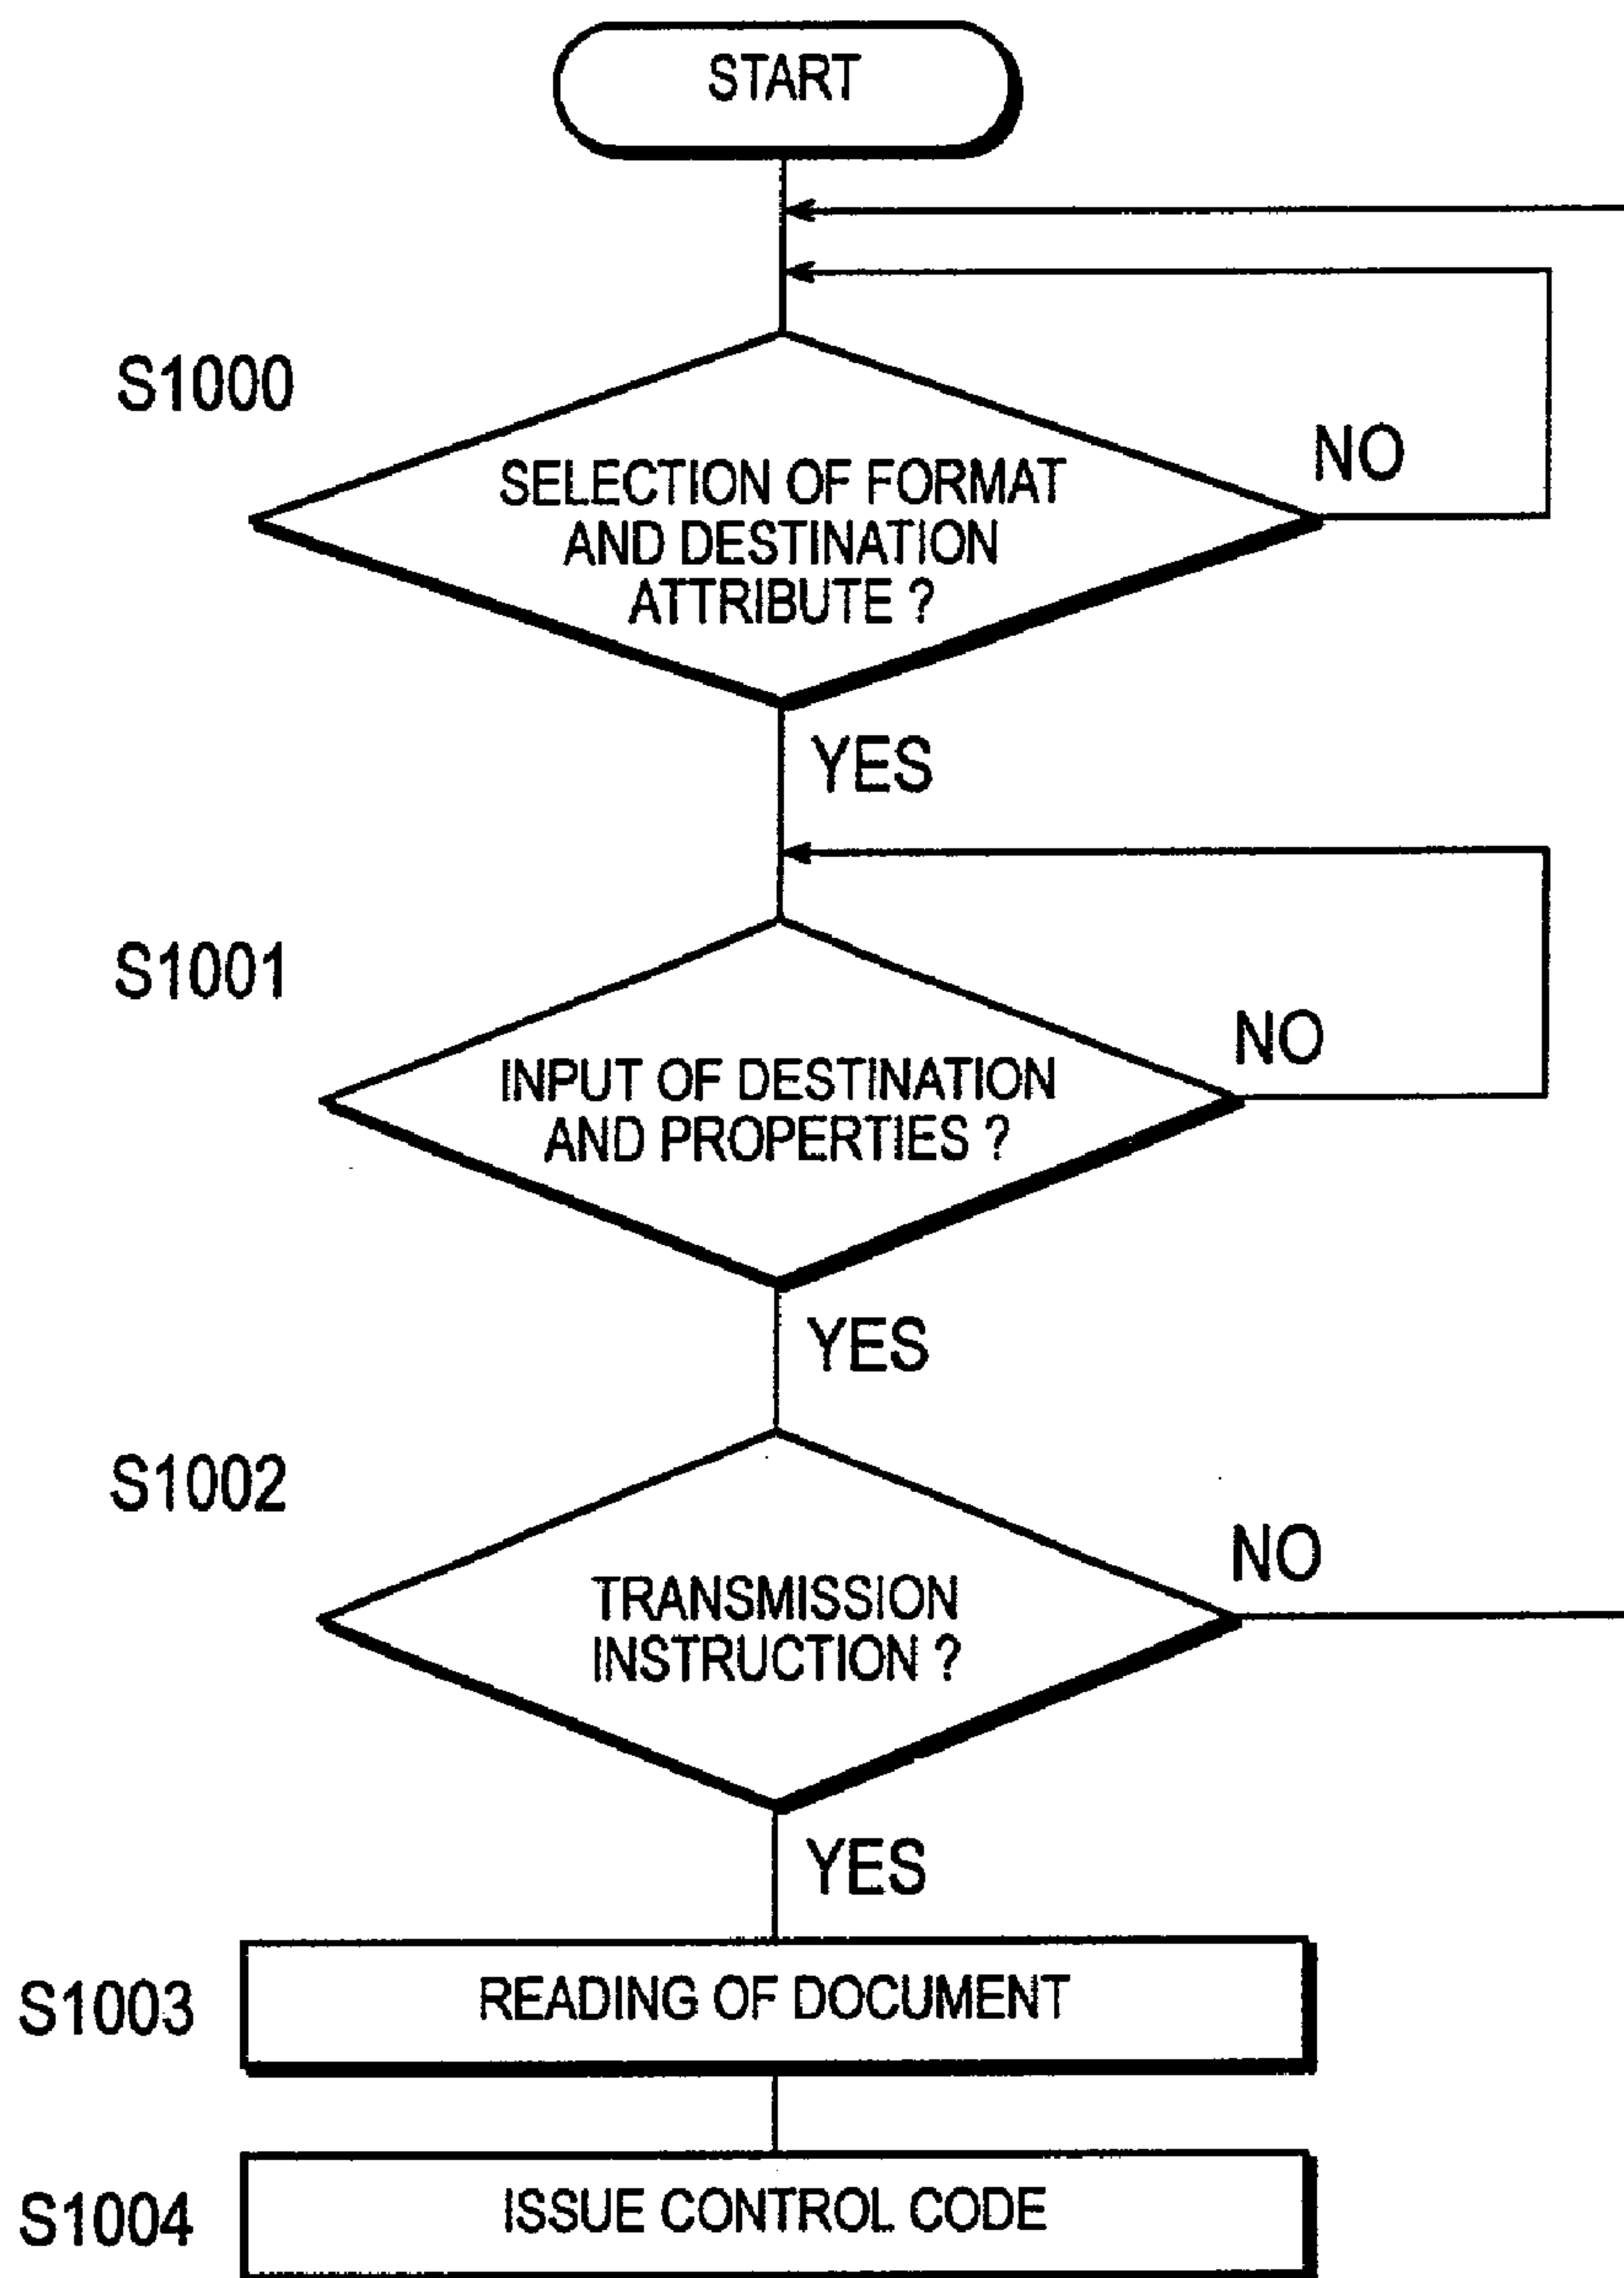 START
S1000
SELECTION OF FORMAT
AND DESTINATION
ATTRIBUTE ?
NO
YES
S1001
INPUT OF DESTINATION
AND PROPERTIES ?
NO
YES
S1002
TRANSMISSION
INSTRUCTION ?
NO
YES
S1003
READING OF DOCUMENT
S1004
ISSUE CONTROL CODE